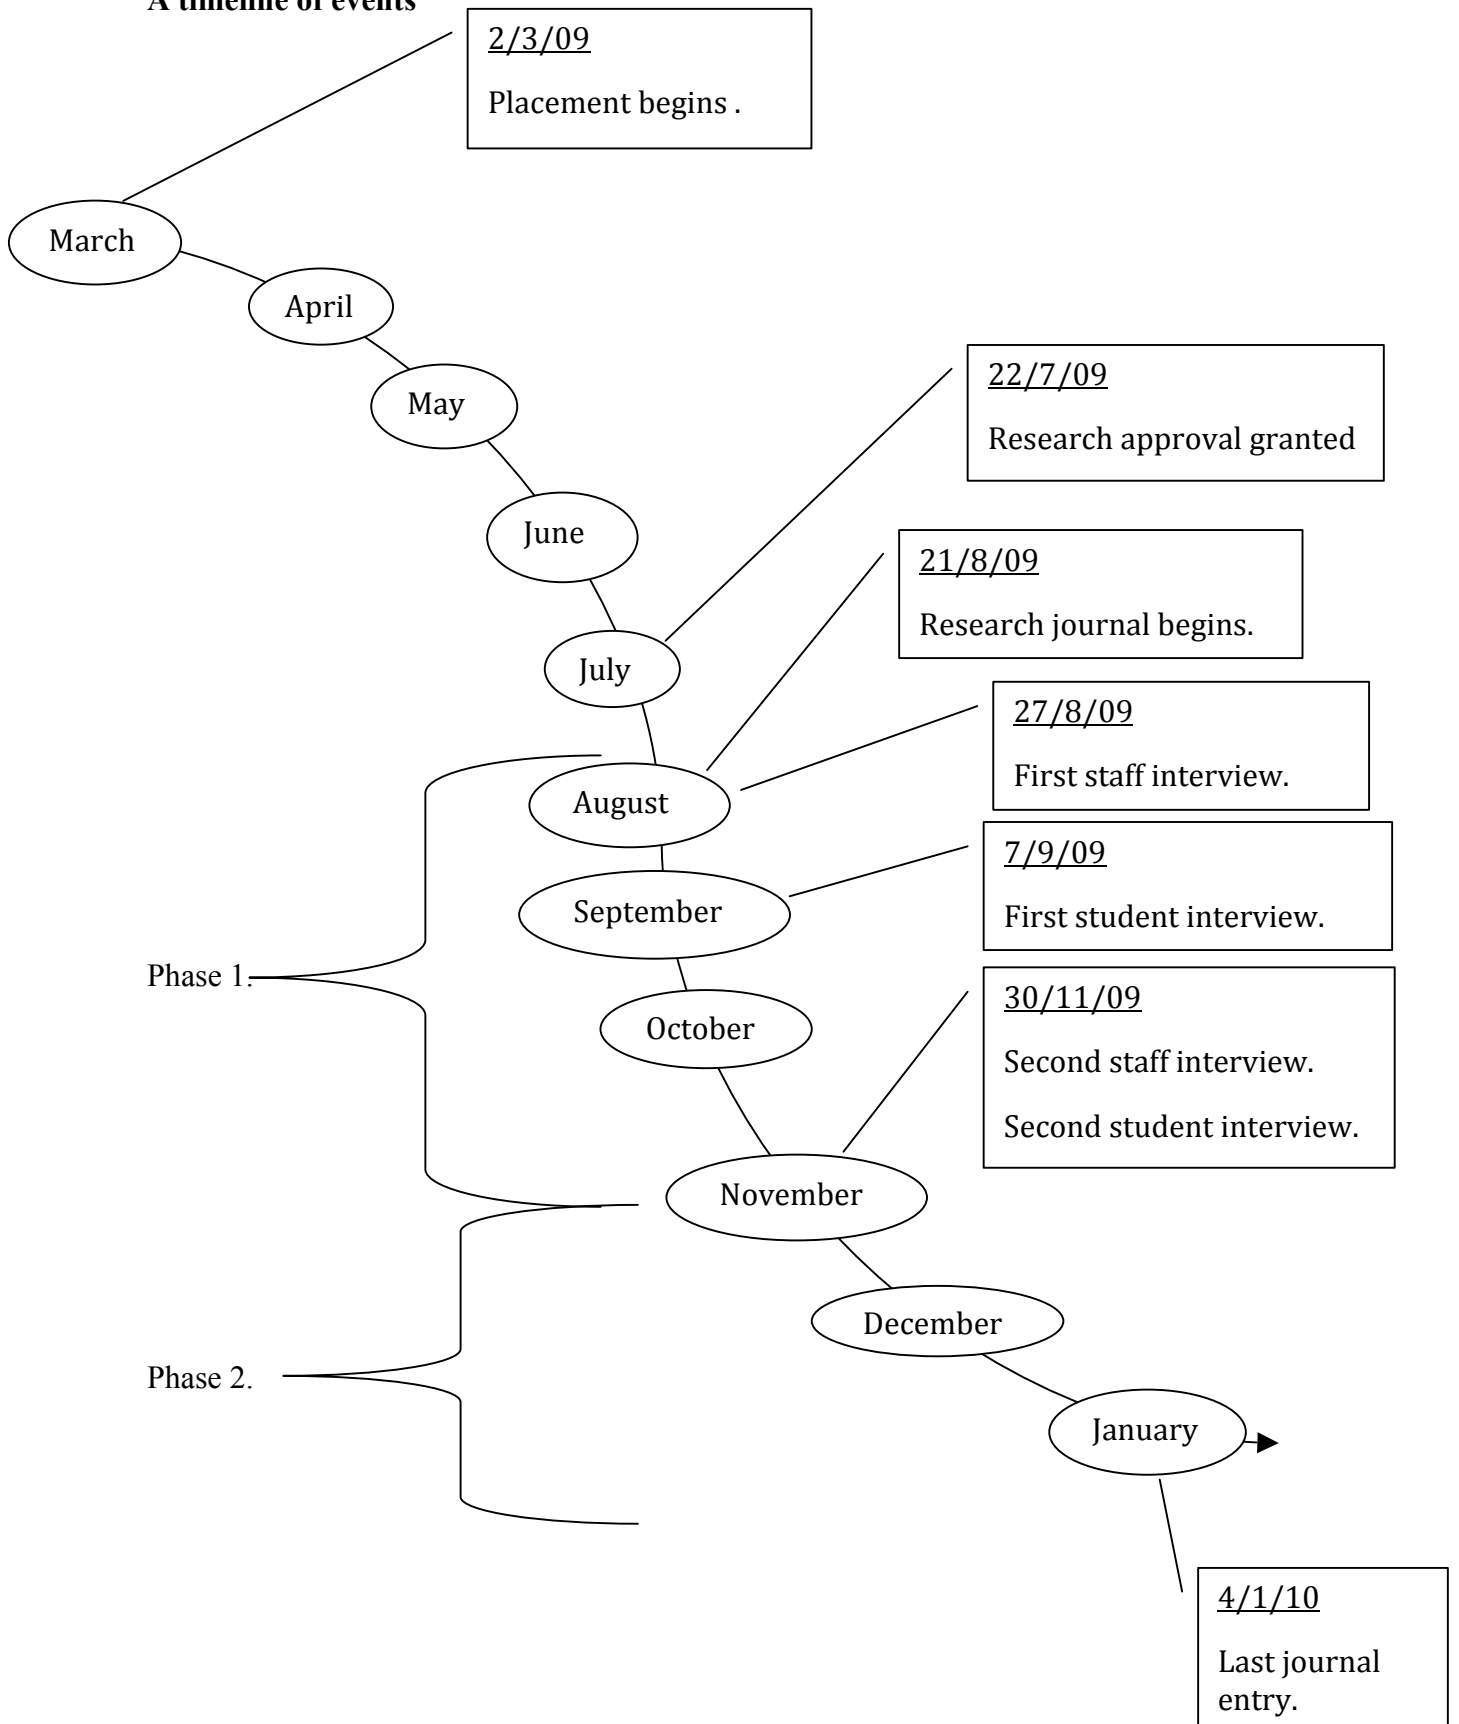 A timeline of events
2/3/09
Placement begins .
March
April
May
22/7/09
Research approval granted
June
21/8/09
Research journal begins.
July
27/8/09
First staff interview.
August
7/9/09
First student interview.
September
Phase 1.
30/11/09
Second staff interview.
Second student interview.
October
November
December
Phase 2.
January
4/1/10
Last journal
entry.